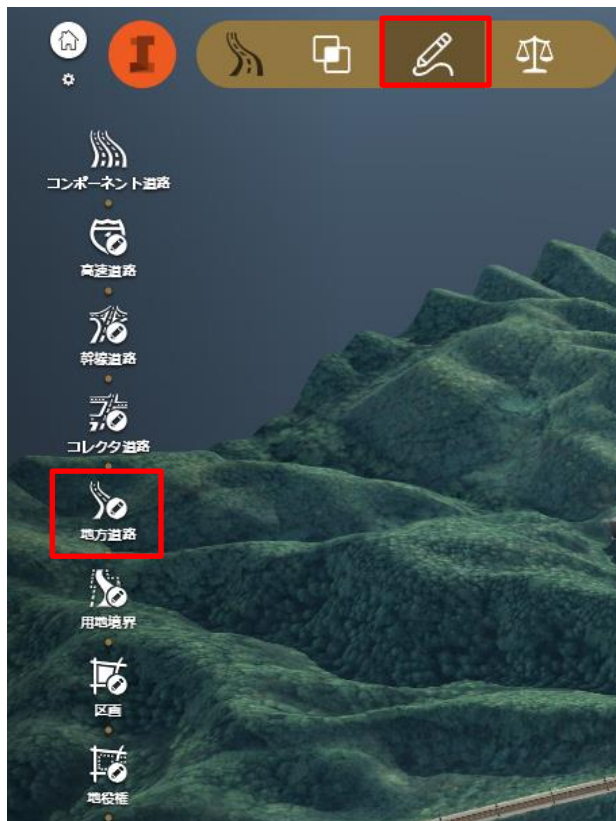 コンポーネント道路
高速道路
幹線道路
コレクタ道路
地方道路
用地境界
区画
地役権